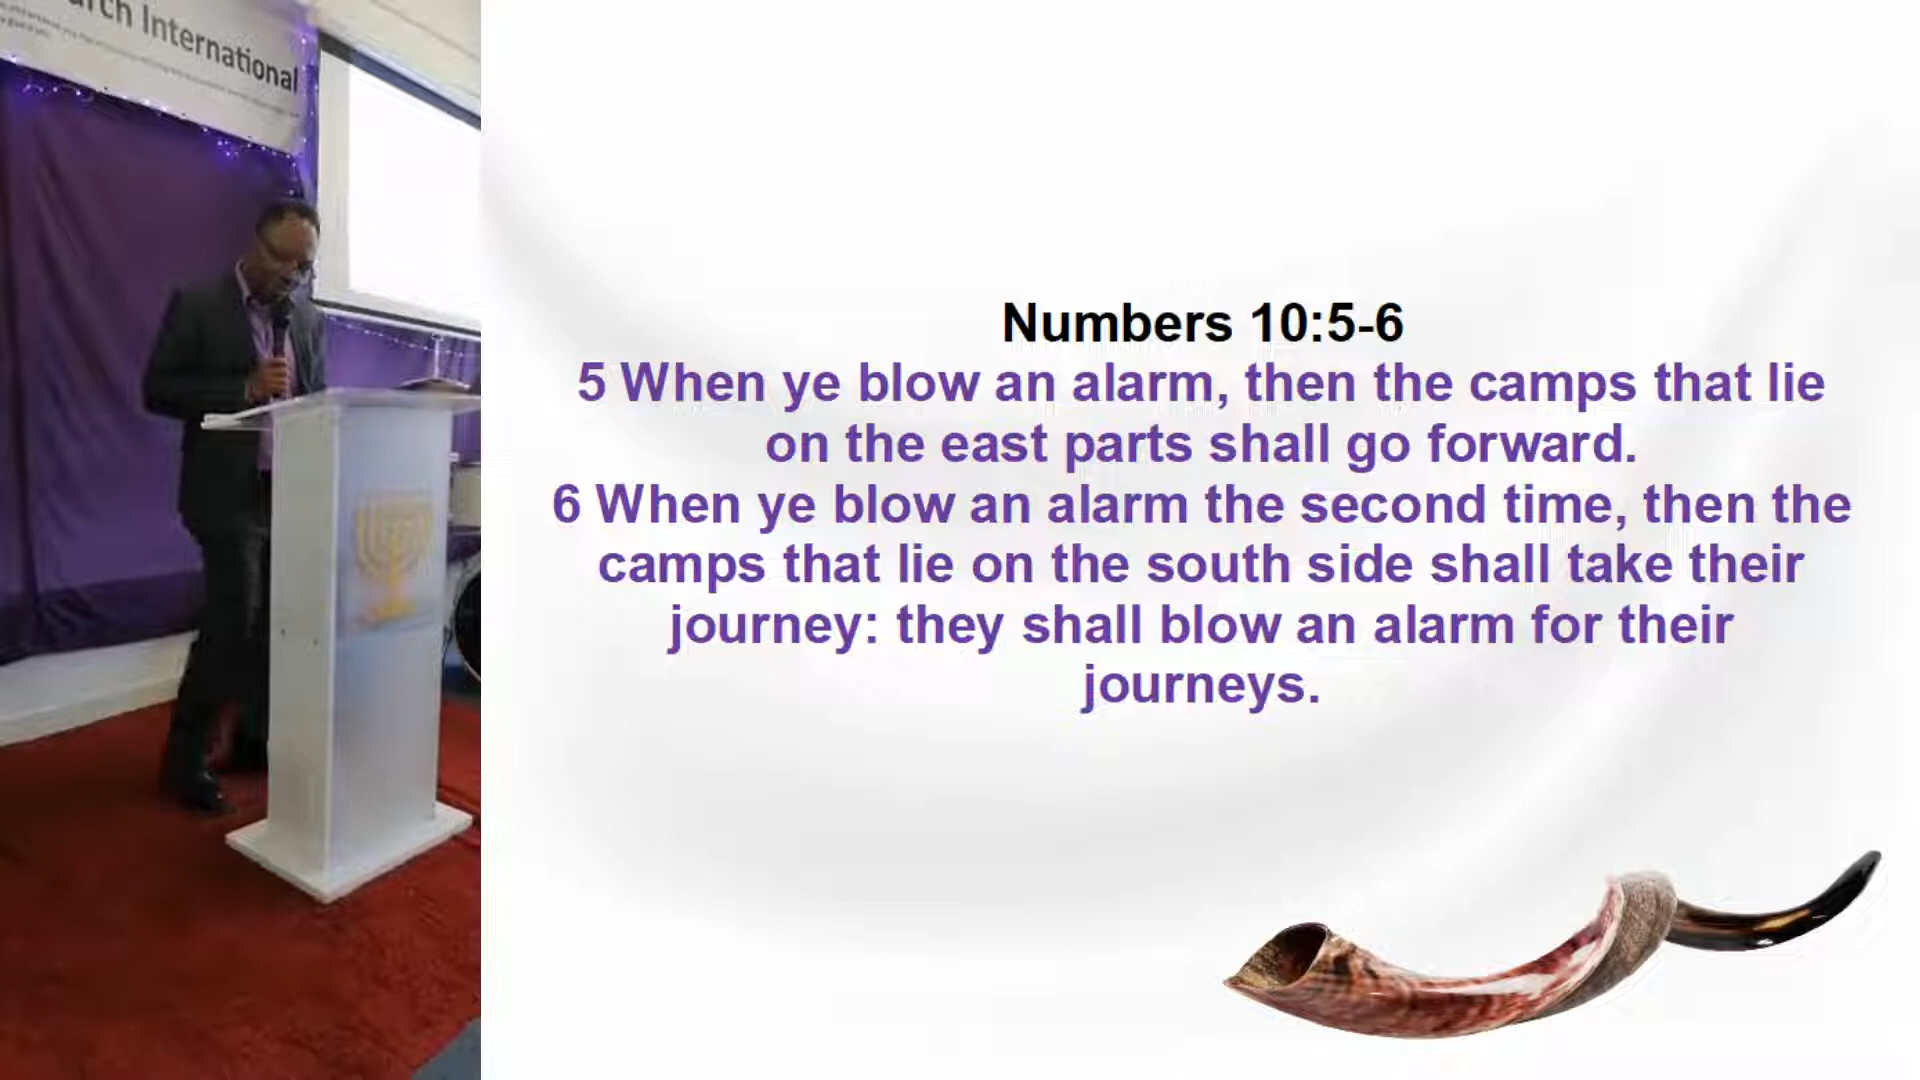 International
Numbers 10:5-6
5 When ye blow an alarm, then the camps that lie
on the east parts shall go forward.
6 When ye blow an alarm the second time, then the
camps that lie on the south side shall take their
journey: they shall blow an alarm for their
journeys.